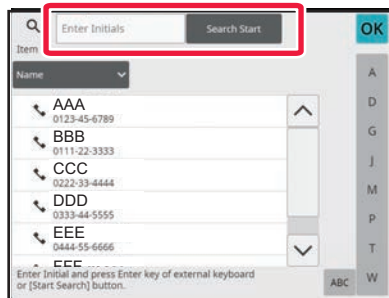 Enter Initials Search Start OK
Item
Name
A
AAA
0123-45-6789
D
BBB
0111-22-3333
G
CCC
0222-33-4444
J
DDD
0333-44-5555
M
EEE
0444-55-6666
P
T
Enter Initial and press Enter key of external keyboard
or [Start Search] button.
ABC
W